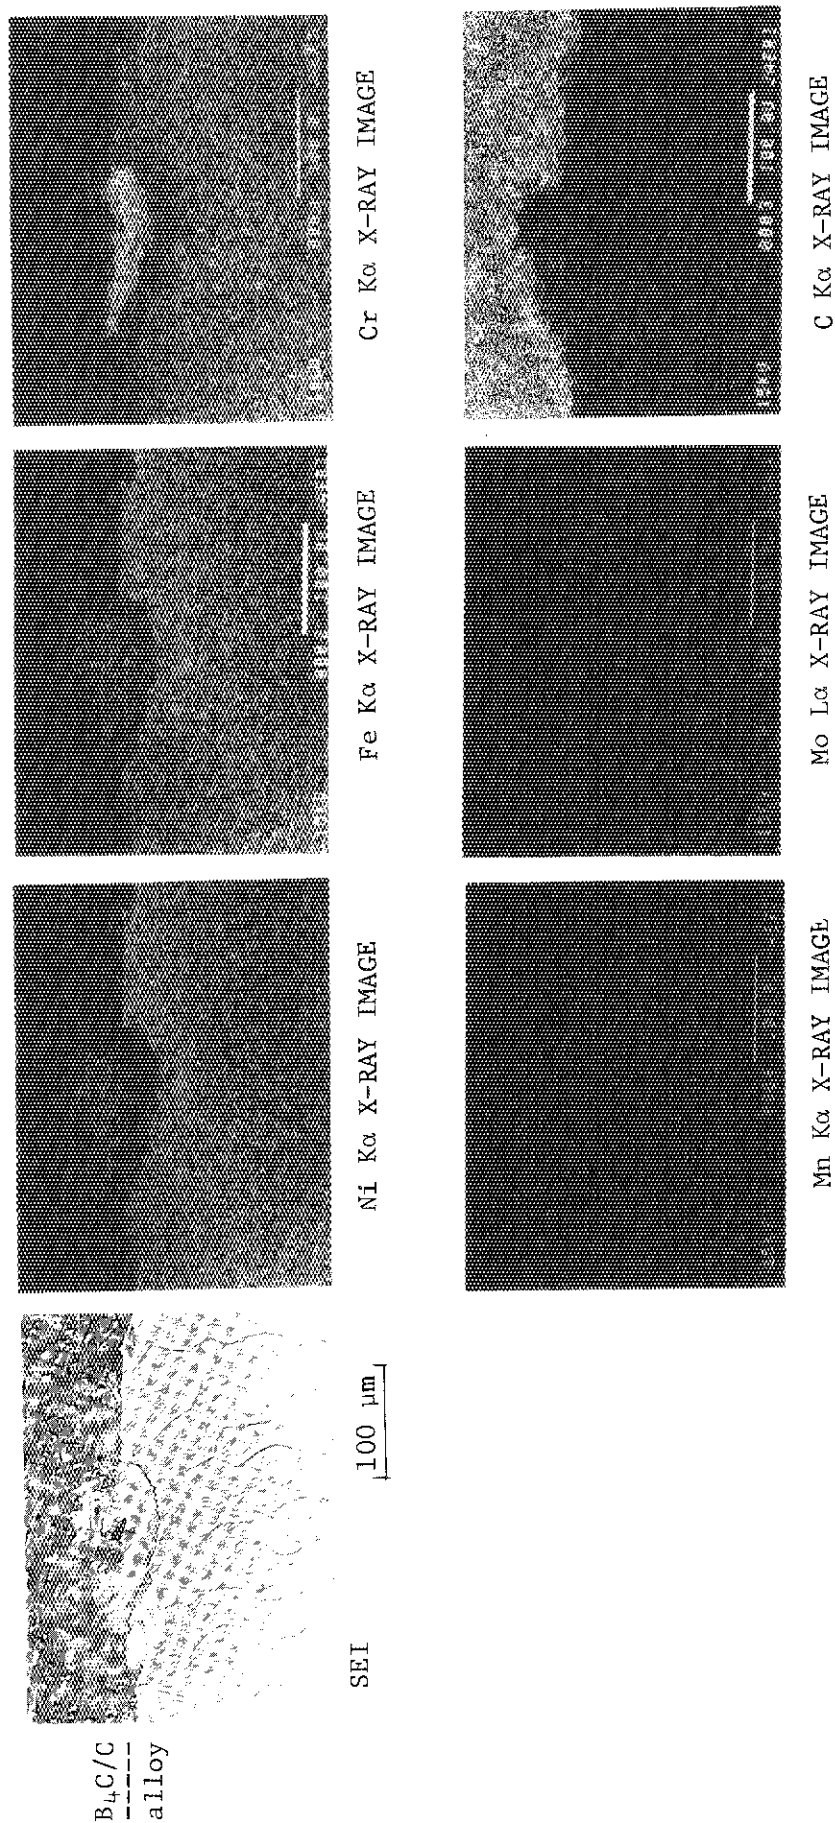 B₄C/C
alloy
SEI
100 μm
Ni Kα X-RAY IMAGE
Fe Kα X-RAY IMAGE
Cr Kα X-RAY IMAGE
Mn Kα X-RAY IMAGE
Mo Lα X-RAY IMAGE
C Kα X-RAY IMAGE